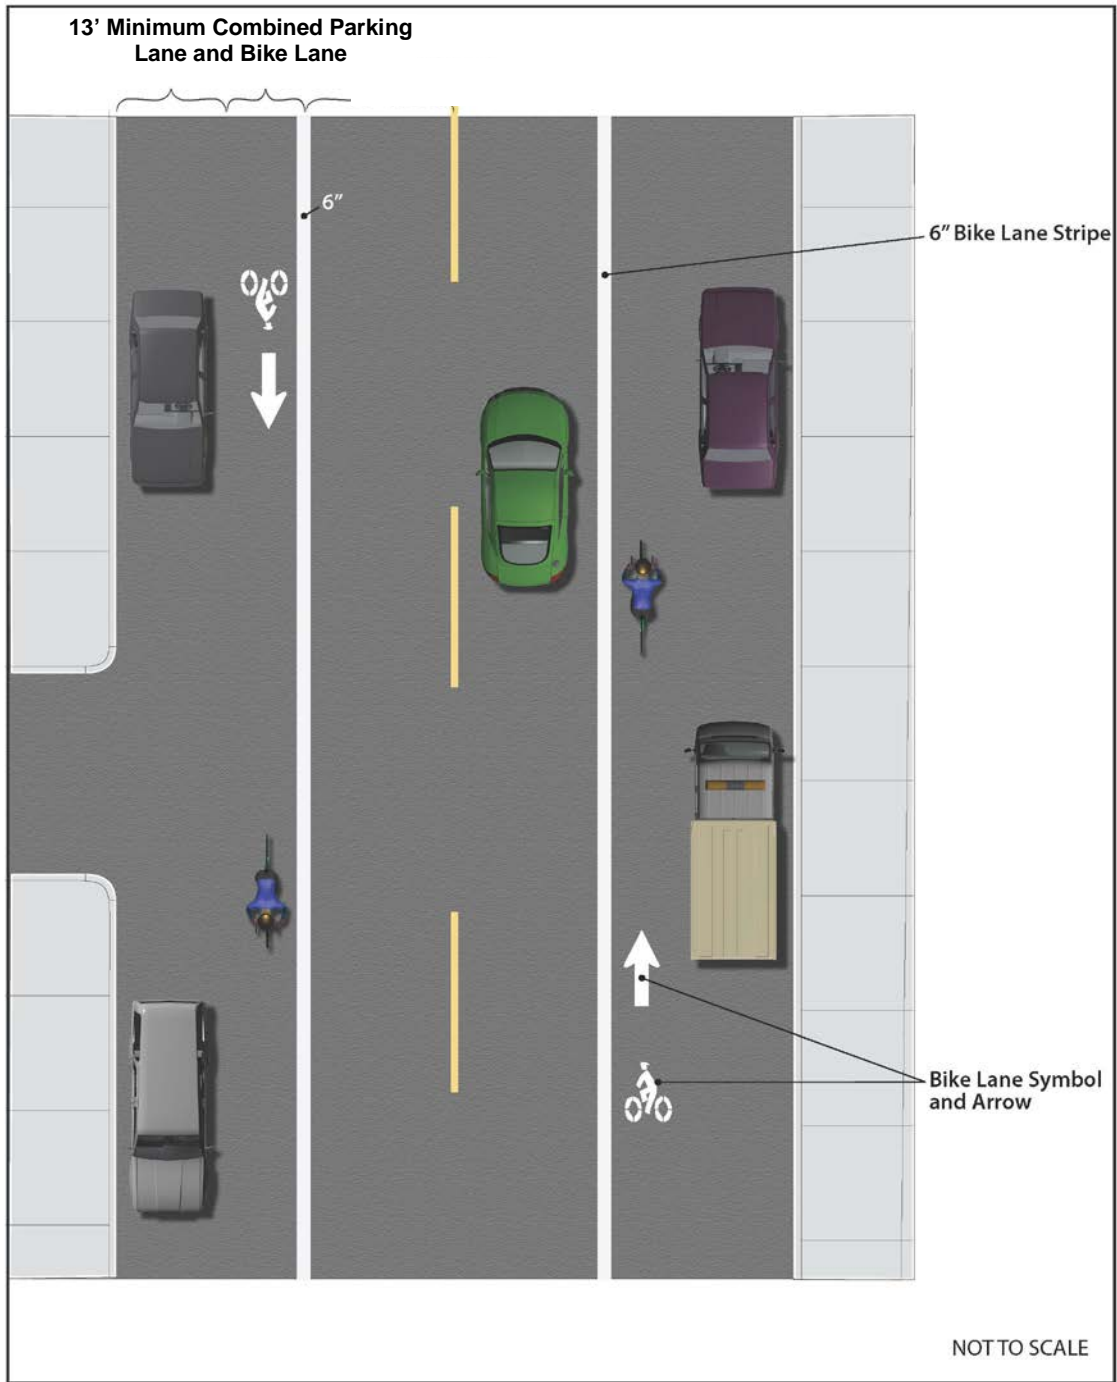 13’ Minimum Combined Parking
Lane and Bike Lane
6”
6” Bike Lane Stripe
Bike Lane Symbol
and Arrow
NOT TO SCALE